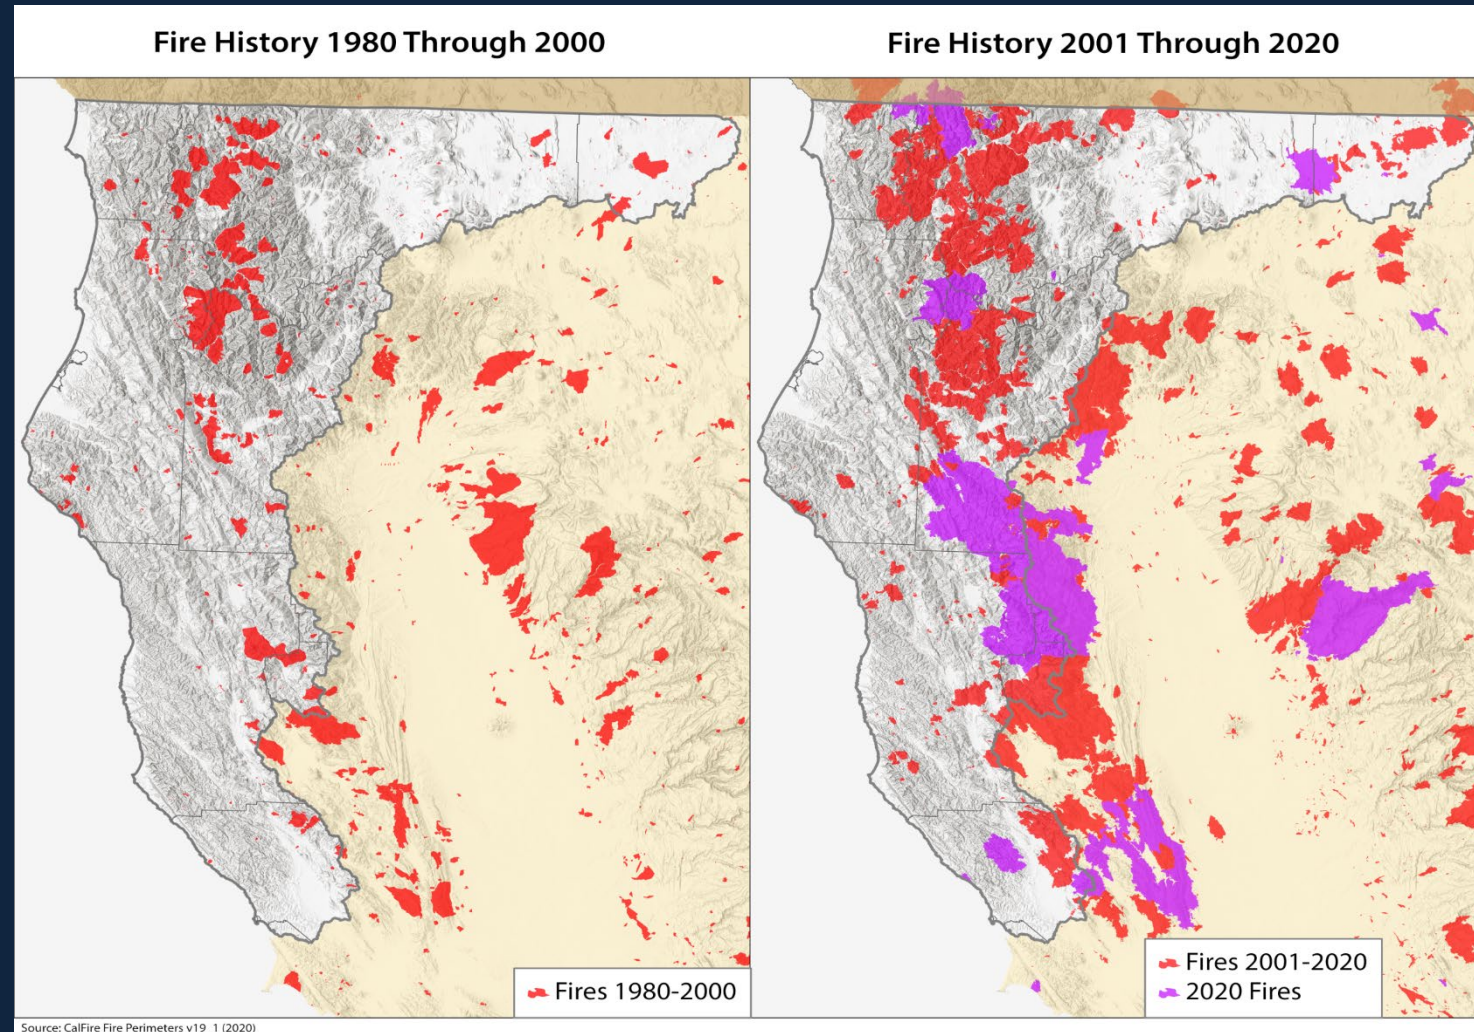 Fire History 1980 Through 2000
Fire History 2001 Through 2020
Fires 1980-2000
Fires 2001-2020
2020 Fires
Source: CalFire Fire Perimeters v19_1 (2020)